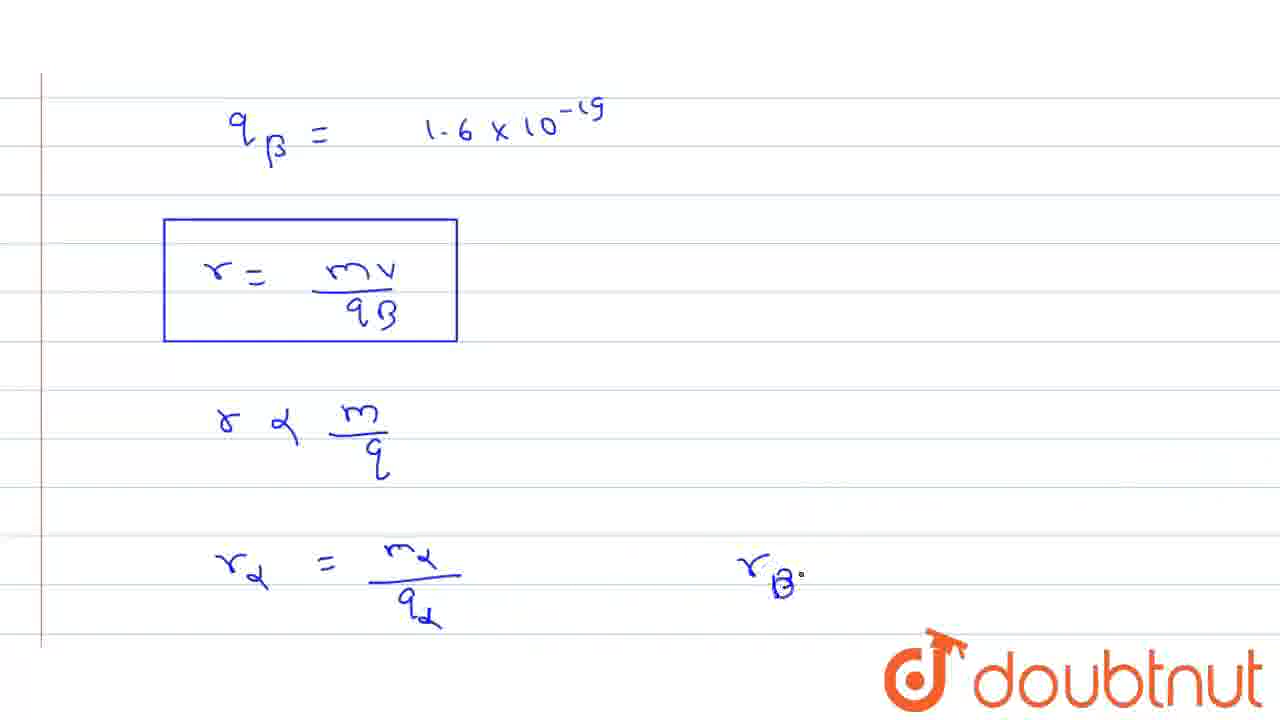 qβ = 1.6 × 10⁻¹⁹
r = mv/qB
r α m/q
rα = mα/qα rβ
doubtnut